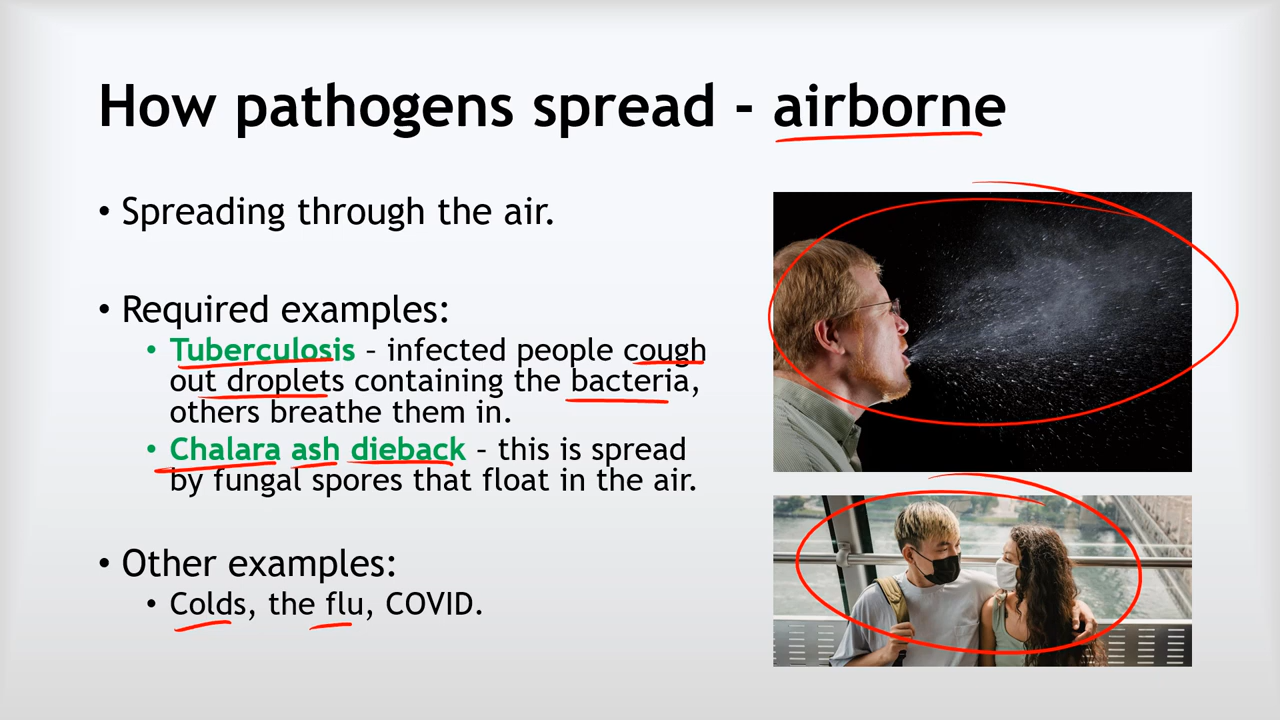 How pathogens spread - airborne
• Spreading through the air.
• Required examples:
• Tuberculosis – infected people cough
out droplets containing the bacteria,
others breathe them in.
• Chalara ash dieback – this is spread
by fungal spores that float in the air.
• Other examples:
• Colds, the flu, COVID.